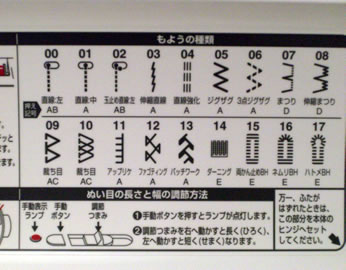 もようの種類
00 01 02 03 04 05 06 07 08
直線:左 直線:中 玉止め直線:左 伸縮直線 直線強化 ジグザグ 3点ジグザグ まつり 伸縮まつり
押え記号
AB AB AB A A A A D D
09 10 11 12 13 14 15 16 17
裁ち目 裁ち目 アップリケ ファゴティング パッチワーク ダーニング 両かん止めBH ネムリBH ハトメBH
AC AC A A A E E E E
ぬい目の長さと幅の調節方法
手動表示ランプ 手動ボタン 調節つまみ
❶手動ボタンを押すとランプが点灯します。
❷調節つまみを右へ動かすと長く(ひろく)、
左へ動かすと短く(せまく)なります。
万一、ふたが
はずれたときは、
この部分を本体の
ヒンジへセット
してください。